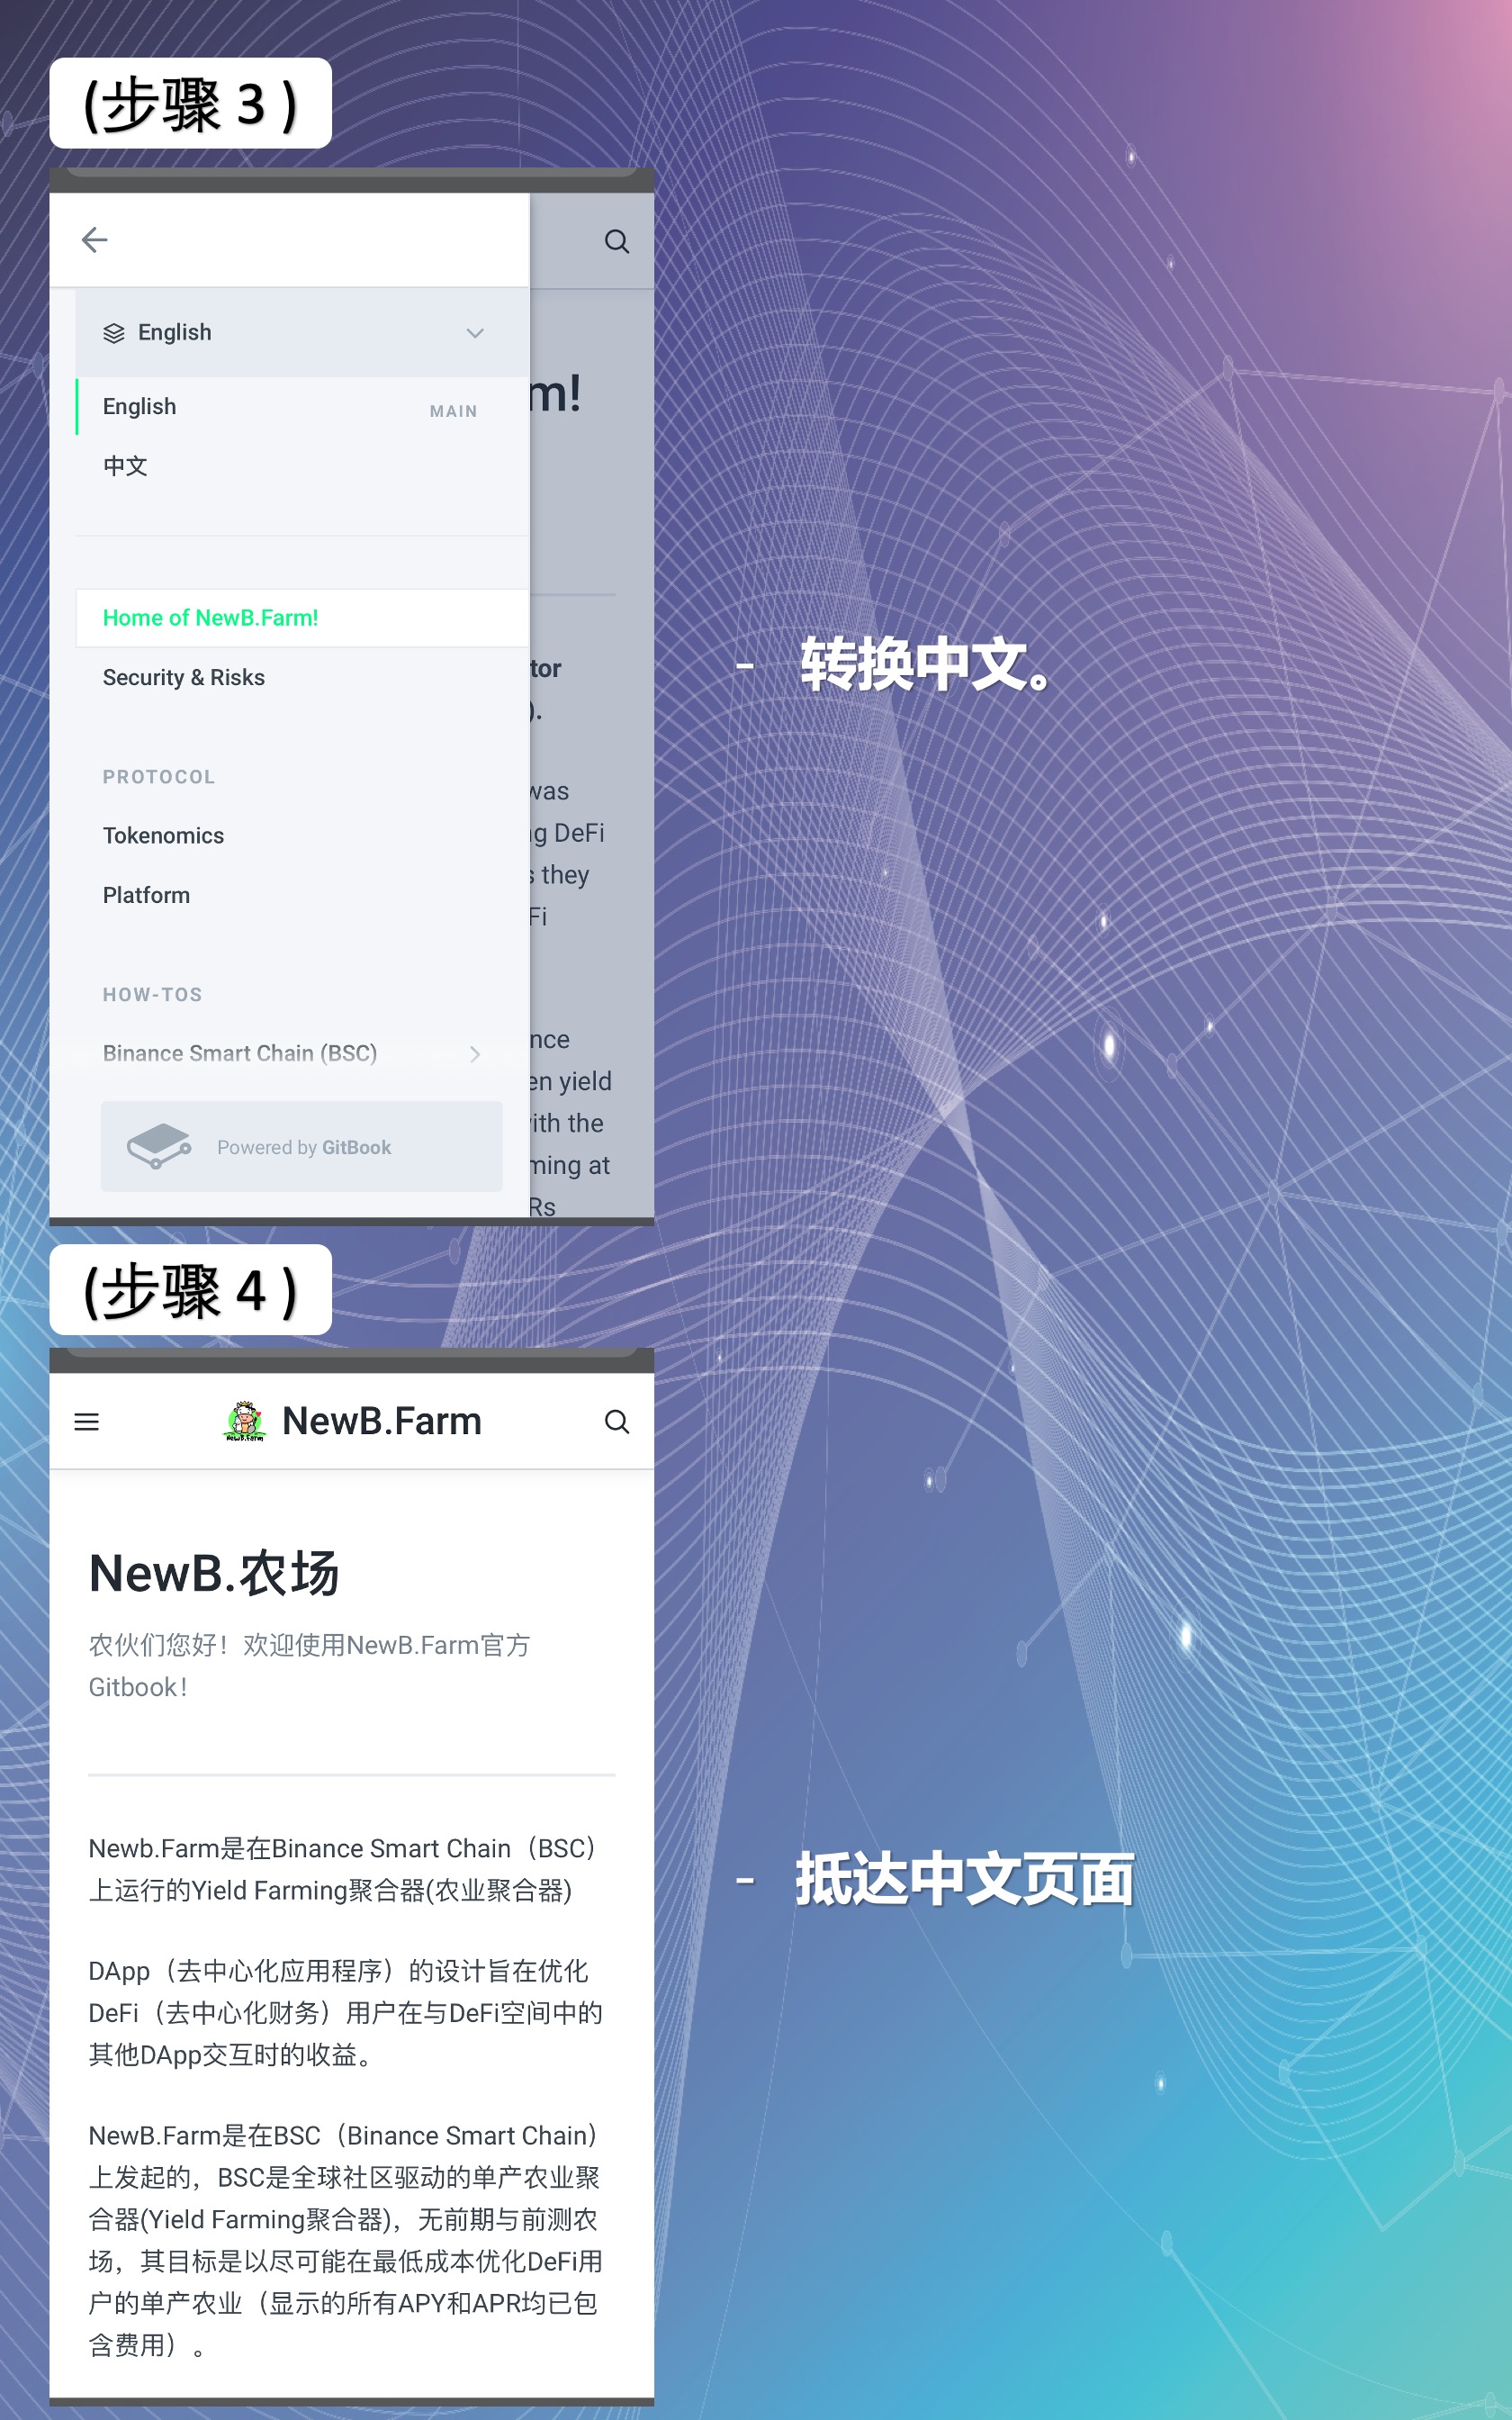 (步骤 3 )
English
English MAIN
中文
Home of NewB.Farm!
Security & Risks
PROTOCOL
Tokenomics
Platform
HOW-TOS
Binance Smart Chain (BSC)
Powered by GitBook
m!
tor
).
was
ng DeFi
s they
Fi
nce
en yield
ith the
ming at
Rs
- 转换中文。
(步骤 4 )
NewB.Farm
NewB.农场
农伙们您好！欢迎使用NewB.Farm官方
Gitbook！
Newb.Farm是在Binance Smart Chain（BSC）
上运行的Yield Farming聚合器(农业聚合器)
DApp（去中心化应用程序）的设计旨在优化
DeFi（去中心化财务）用户在与DeFi空间中的
其他DApp交互时的收益。
NewB.Farm是在BSC（Binance Smart Chain）
上发起的，BSC是全球社区驱动的单产农业聚
合器(Yield Farming聚合器)，无前期与前测农
场，其目标是以尽可能在最低成本优化DeFi用
户的单产农业（显示的所有APY和APR均已包
含费用）。
- 抵达中文页面